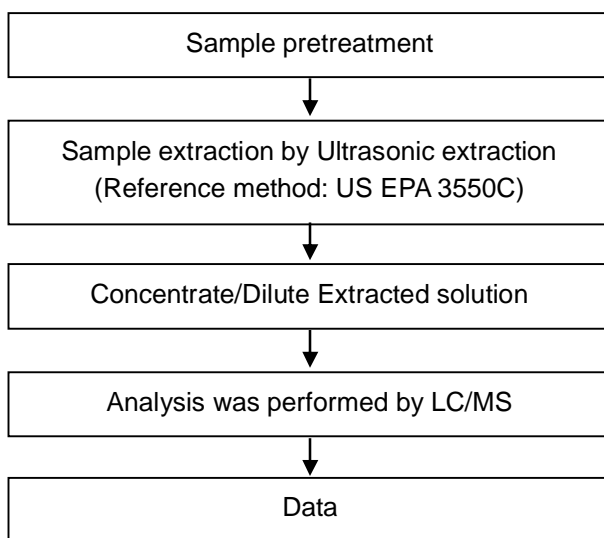 Sample pretreatment
Sample extraction by Ultrasonic extraction
(Reference method: US EPA 3550C)
Concentrate/Dilute Extracted solution
Analysis was performed by LC/MS
Data